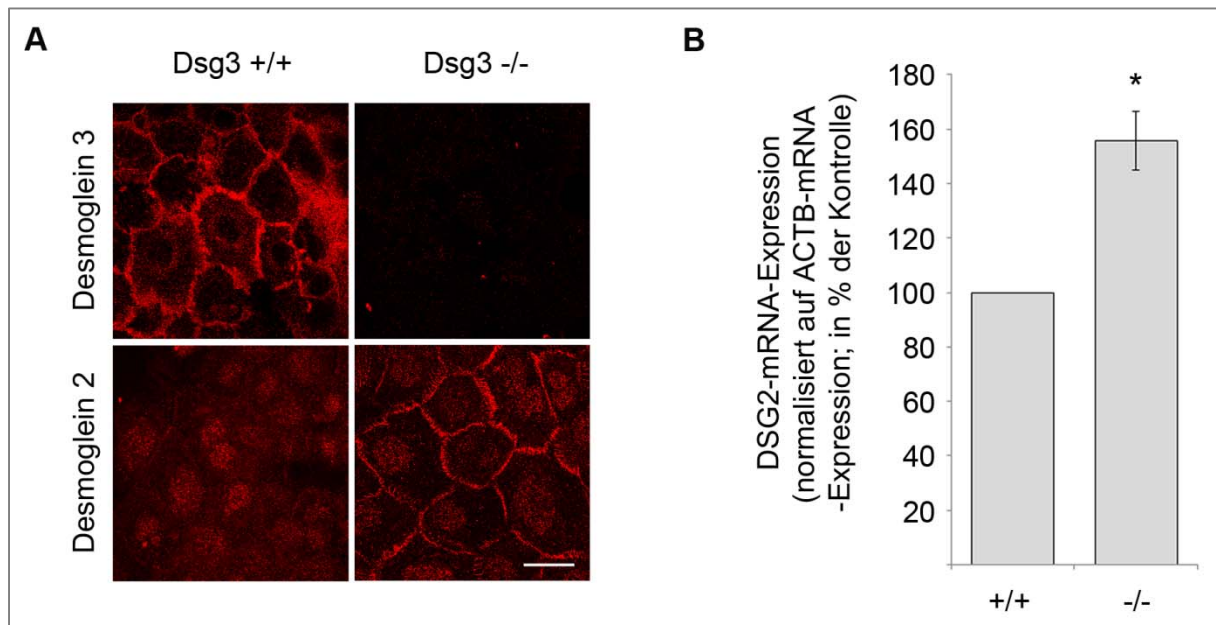 A
Dsg3 +/+
Dsg3 -/-
Desmoglein 3
Desmoglein 2
B
DSG2-mRNA-Expression
(normalisiert auf ACTB-mRNA
-Expression; in % der Kontrolle)
180
160
140
120
100
80
60
40
20
*
+/+
-/-